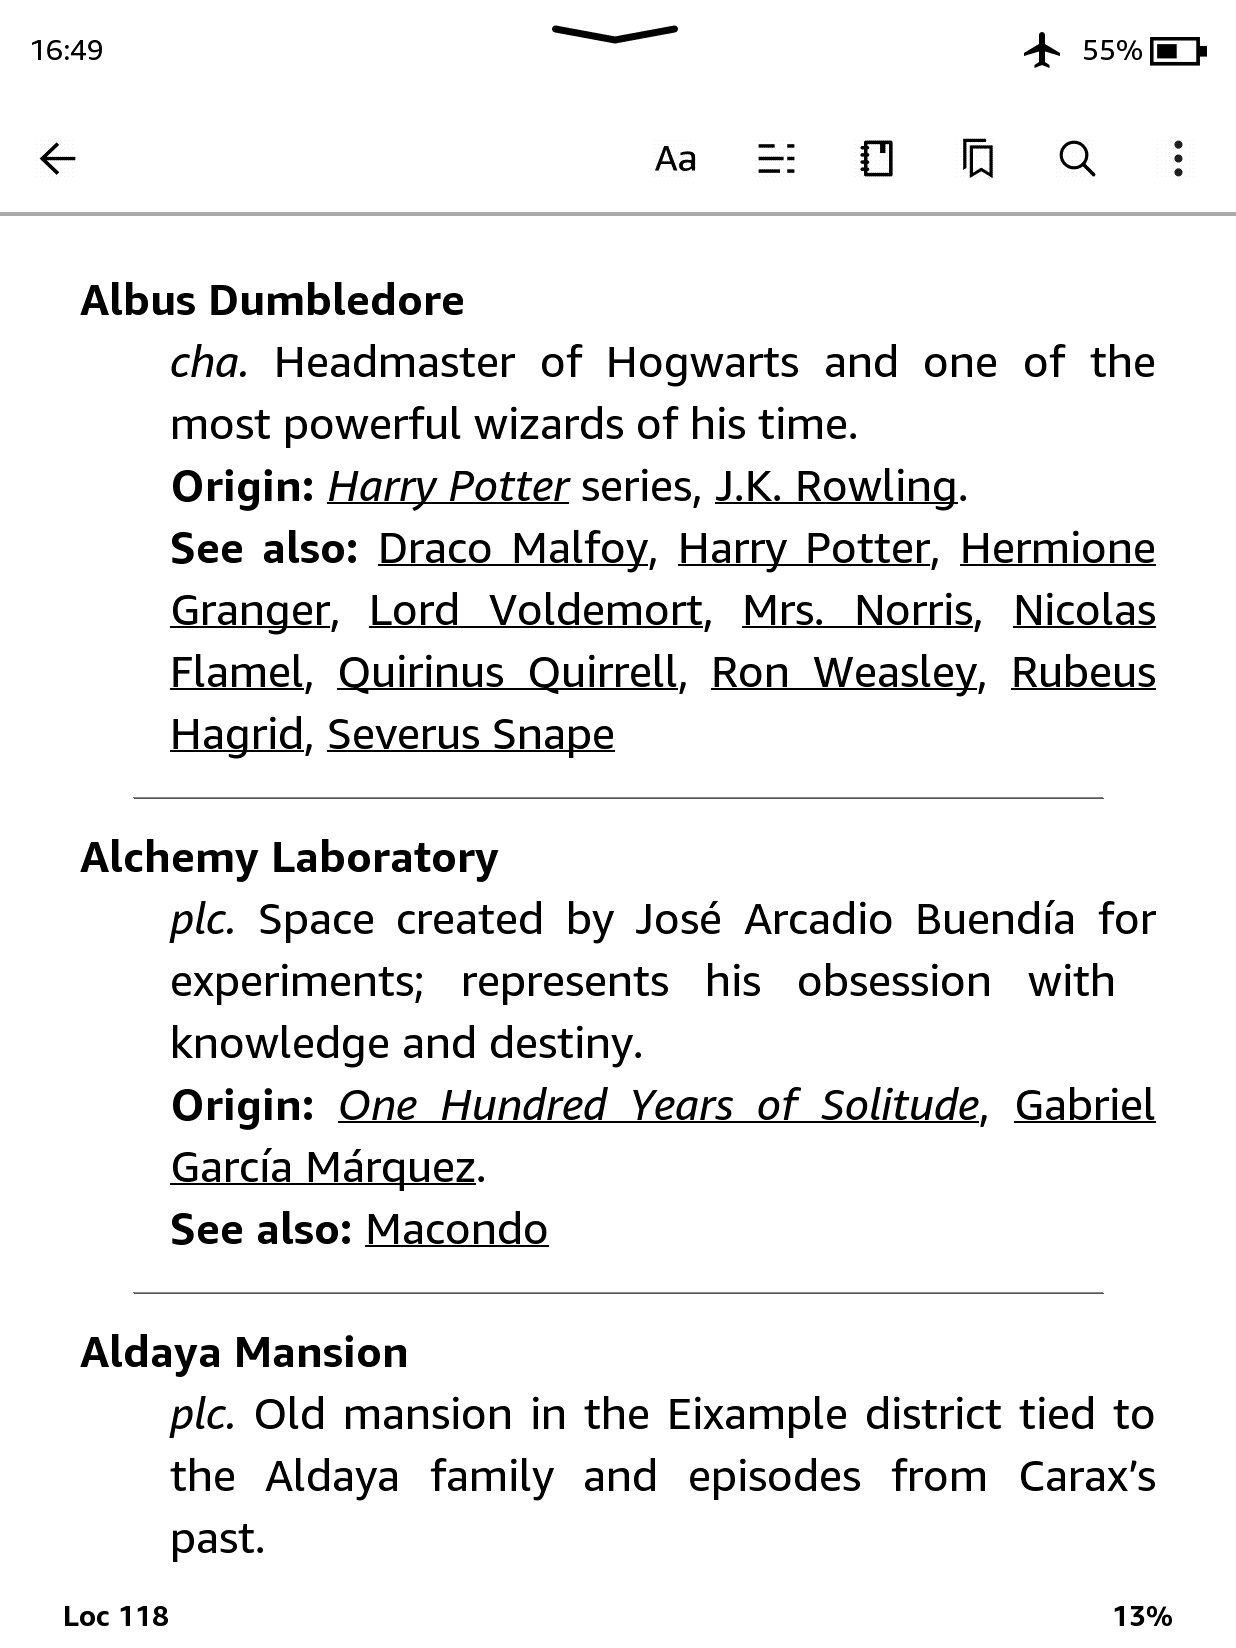 16:49
55%
Aa
Albus Dumbledore
cha. Headmaster of Hogwarts and one of the
most powerful wizards of his time.
Origin: Harry Potter series, J.K. Rowling.
See also: Draco Malfoy, Harry Potter, Hermione
Granger, Lord Voldemort, Mrs. Norris, Nicolas
Flamel, Quirinus Quirrell, Ron Weasley, Rubeus
Hagrid, Severus Snape
Alchemy Laboratory
plc. Space created by José Arcadio Buendía for
experiments; represents his obsession with
knowledge and destiny.
Origin: One Hundred Years of Solitude, Gabriel
García Márquez.
See also: Macondo
Aldaya Mansion
plc. Old mansion in the Eixample district tied to
the Aldaya family and episodes from Carax’s
past.
Loc 118
13%